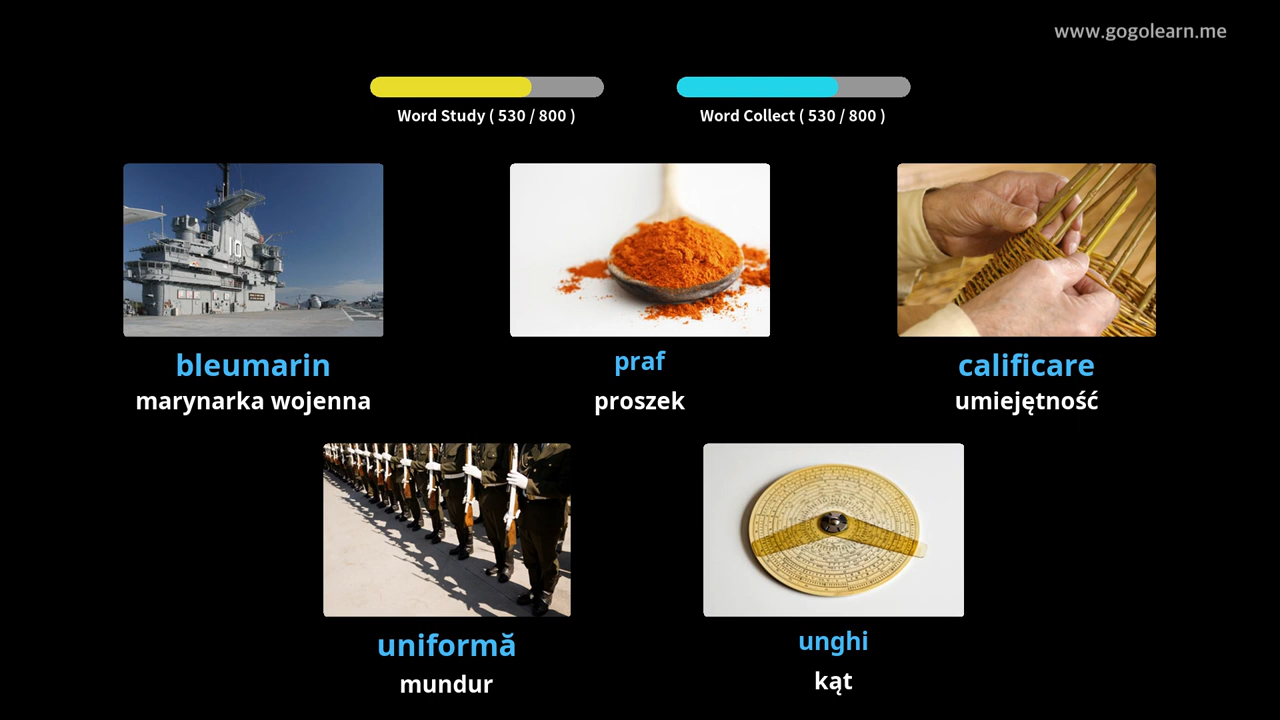 www.gogolearn.me
Word Study ( 530 / 800 )
Word Collect ( 530 / 800 )
10
bleumarin
marynarka wojenna
praf
proszek
calificare
umiejętność
uniformă
mundur
unghi
kąt